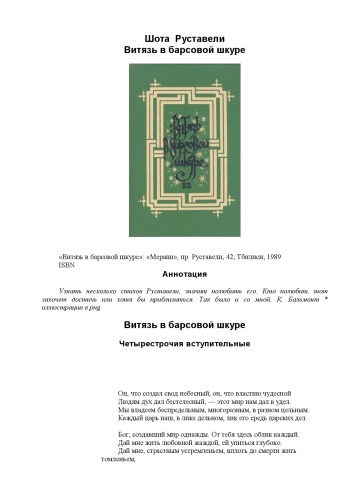 Шота Руставели
Витязь в барсовой шкуре
Витязь
в барсовой
шкуре
«Витязь в барсовой шкуре»: «Мерани», пр. Руставели, 42; Тбилиси, 1989
ISBN
Аннотация
Узнать несколько стихов Руставели, значит полюбить его. Кто полюбит, тот
захочет достичь или хотя бы приблизиться. Так было и со мной. К. Бальмонт *
иллюстрации в png
Витязь в барсовой шкуре
Четырестрочия вступительные
Он, что создал свод небесный, он, что властию чудесной
Людям дух дал бестелесный, — этот мир нам дал в удел.
Мы владеем беспредельным, многоразным, в разном цельным.
Каждый царь наш, в лике дельном, лик его средь царских дел.
Бог, создавший мир однажды. От тебя здесь облик каждый.
Дай мне жить любовной жаждой, ей упиться глубоко.
Дай мне, страстным устремленьем, вплоть до смерти жить
томленьем,